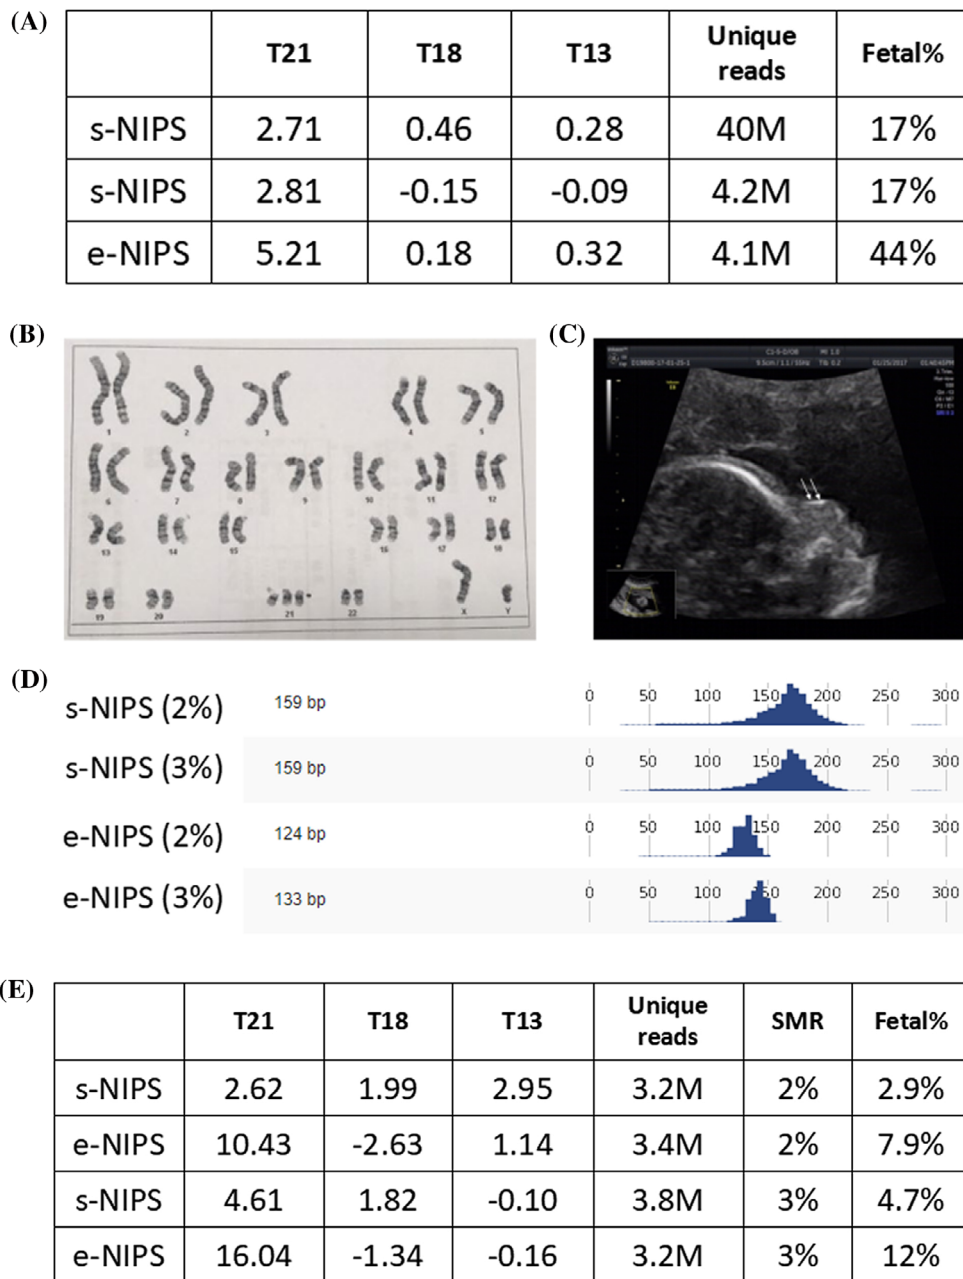 (A)
T21 T18 T13 Unique reads Fetal%
s-NIPS 2.71 0.46 0.28 40M 17%
s-NIPS 2.81 -0.15 -0.09 4.2M 17%
e-NIPS 5.21 0.18 0.32 4.1M 44%
(B) (C)
1 2 3 4 5
6 7 8 9 10 11 12
13 14 15 16 17 18
19 20 21 22 X Y
(D)
s-NIPS (2%) 159 bp 0 50 100 150 200 250 300
s-NIPS (3%) 159 bp 0 50 100 150 200 250 300
e-NIPS (2%) 124 bp 0 50 100 150 200 250 300
e-NIPS (3%) 133 bp 0 50 100 150 200 250 300
(E)
T21 T18 T13 Unique reads SMR Fetal%
s-NIPS 2.62 1.99 2.95 3.2M 2% 2.9%
e-NIPS 10.43 -2.63 1.14 3.4M 2% 7.9%
s-NIPS 4.61 1.82 -0.10 3.8M 3% 4.7%
e-NIPS 16.04 -1.34 -0.16 3.2M 3% 12%